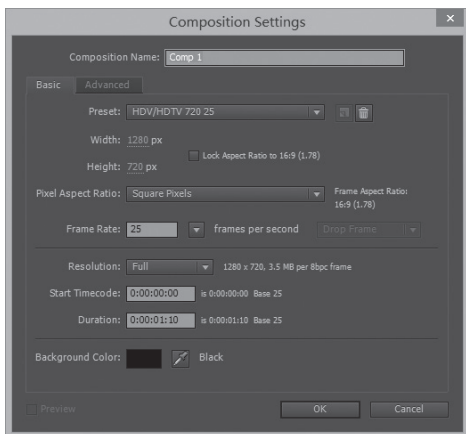 Composition Settings
Composition Name: Comp 1
Basic Advanced
Preset: HDV/HDTV 720 25
Width: 1280 px
Lock Aspect Ratio to 16:9 (1.78)
Height: 720 px
Pixel Aspect Ratio: Square Pixels
Frame Aspect Ratio:
16:9 (1.78)
Frame Rate: 25 frames per second Drop Frame
Resolution: Full 1280 x 720, 3.5 MB per 8bpc frame
Start Timecode: 0:00:00:00 is 0:00:00:00 Base 25
Duration: 0:00:01:10 is 0:00:01:10 Base 25
Background Color: Black
Preview OK Cancel